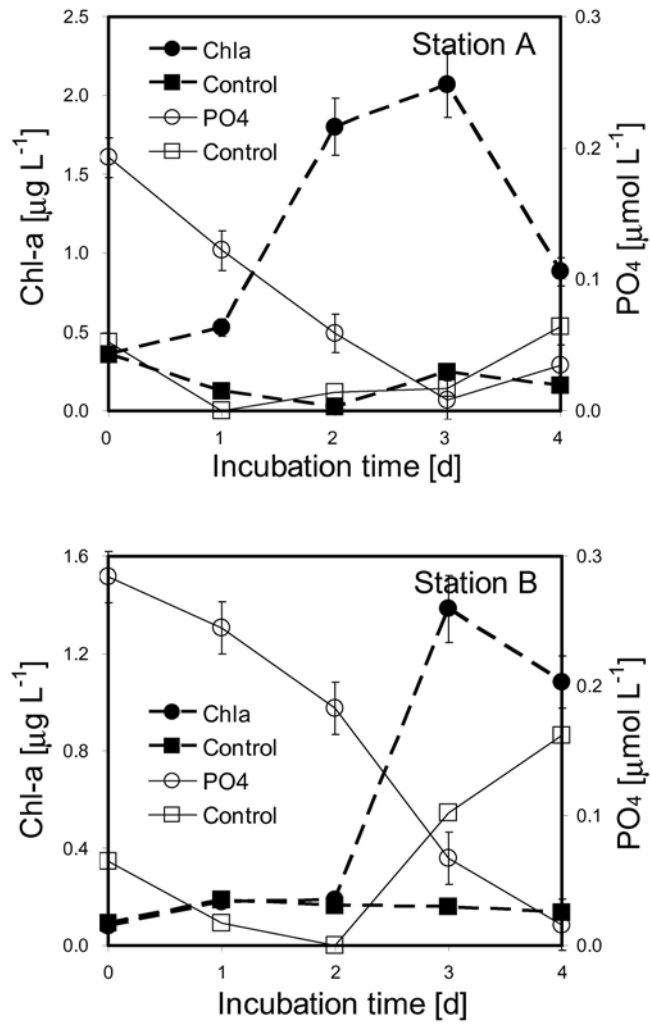 Station A
Chla
Control
PO4
Control
2.5
2.0
1.5
1.0
0.5
0.0
0.3
0.2
0.1
0.0
Chl-a [μg L⁻¹]
PO₄ [μmol L⁻¹]
0 1 2 3 4
Incubation time [d]
Station B
Chla
Control
PO4
Control
1.6
1.2
0.8
0.4
0.0
0.3
0.2
0.1
0.0
Chl-a [μg L⁻¹]
PO₄ [μmol L⁻¹]
0 1 2 3 4
Incubation time [d]